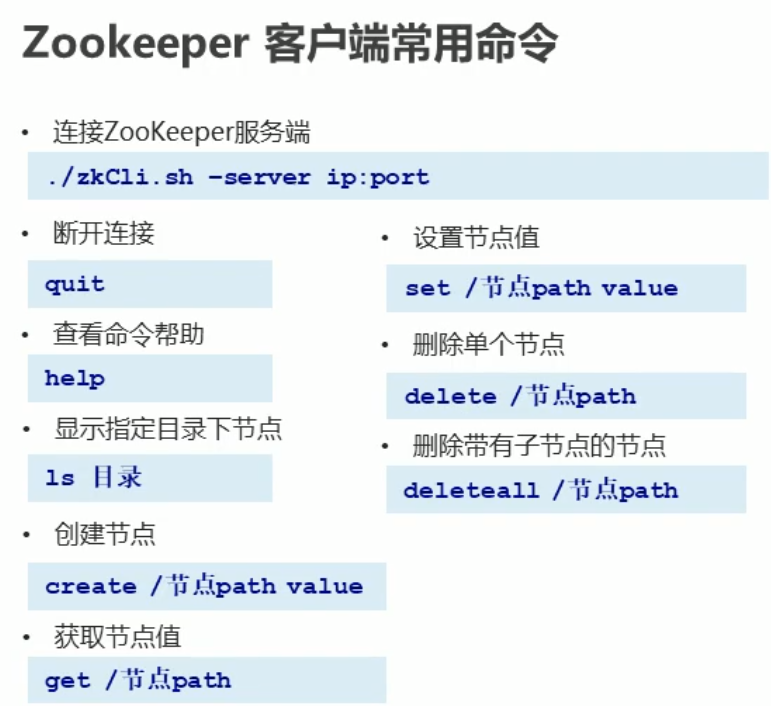 Zookeeper 客户端常用命令
• 连接ZooKeeper服务端
./zkCli.sh –server ip:port
• 断开连接
quit
• 查看命令帮助
help
• 显示指定目录下节点
ls 目录
• 创建节点
create /节点path value
• 获取节点值
get /节点path
• 设置节点值
set /节点path value
• 删除单个节点
delete /节点path
• 删除带有子节点的节点
deleteall /节点path